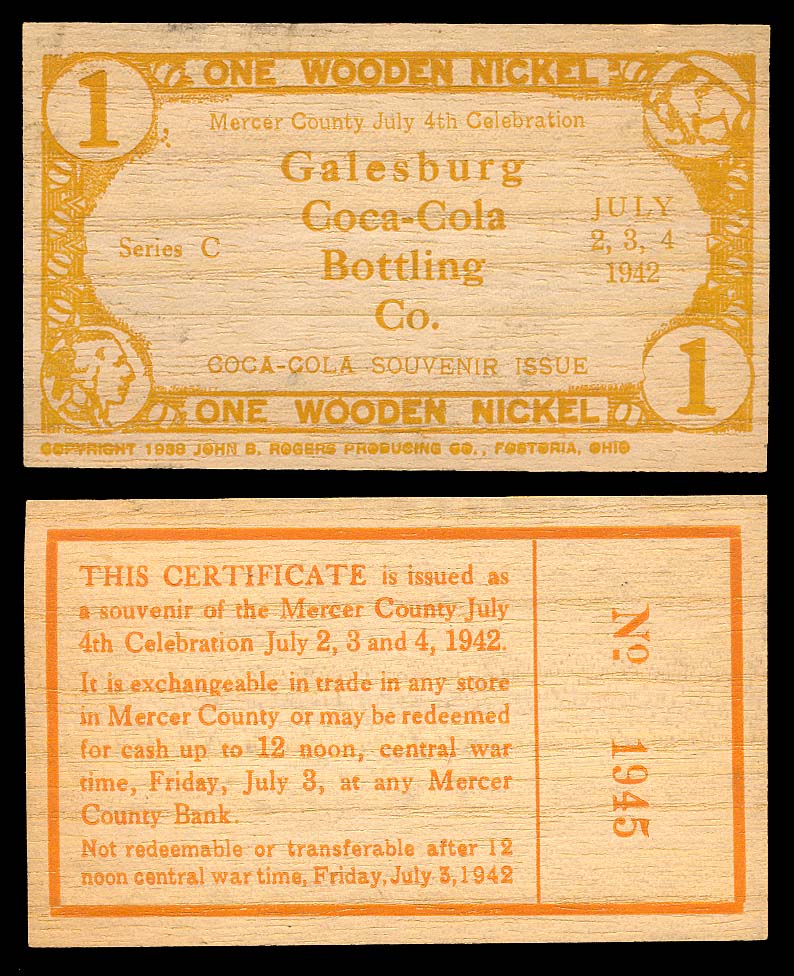 1
ONE WOODEN NICKEL
Mercer County July 4th Celebration
Galesburg
Coca-Cola
Bottling
Co.
Series C
JULY
2, 3, 4
1942
COCA-COLA SOUVENIR ISSUE
ONE WOODEN NICKEL
1
COPYRIGHT 1938 JOHN B. ROGERS PRODUCING CO., FOSTORIA, OHIO
THIS CERTIFICATE is issued as
a souvenir of the Mercer County July
4th Celebration July 2, 3 and 4, 1942.
It is exchangeable in trade in any store
in Mercer County or may be redeemed
for cash up to 12 noon, central war
time, Friday, July 3, at any Mercer
County Bank.
Not redeemable or transferable after 12
noon central war time, Friday, July 3, 1942
No. 1945